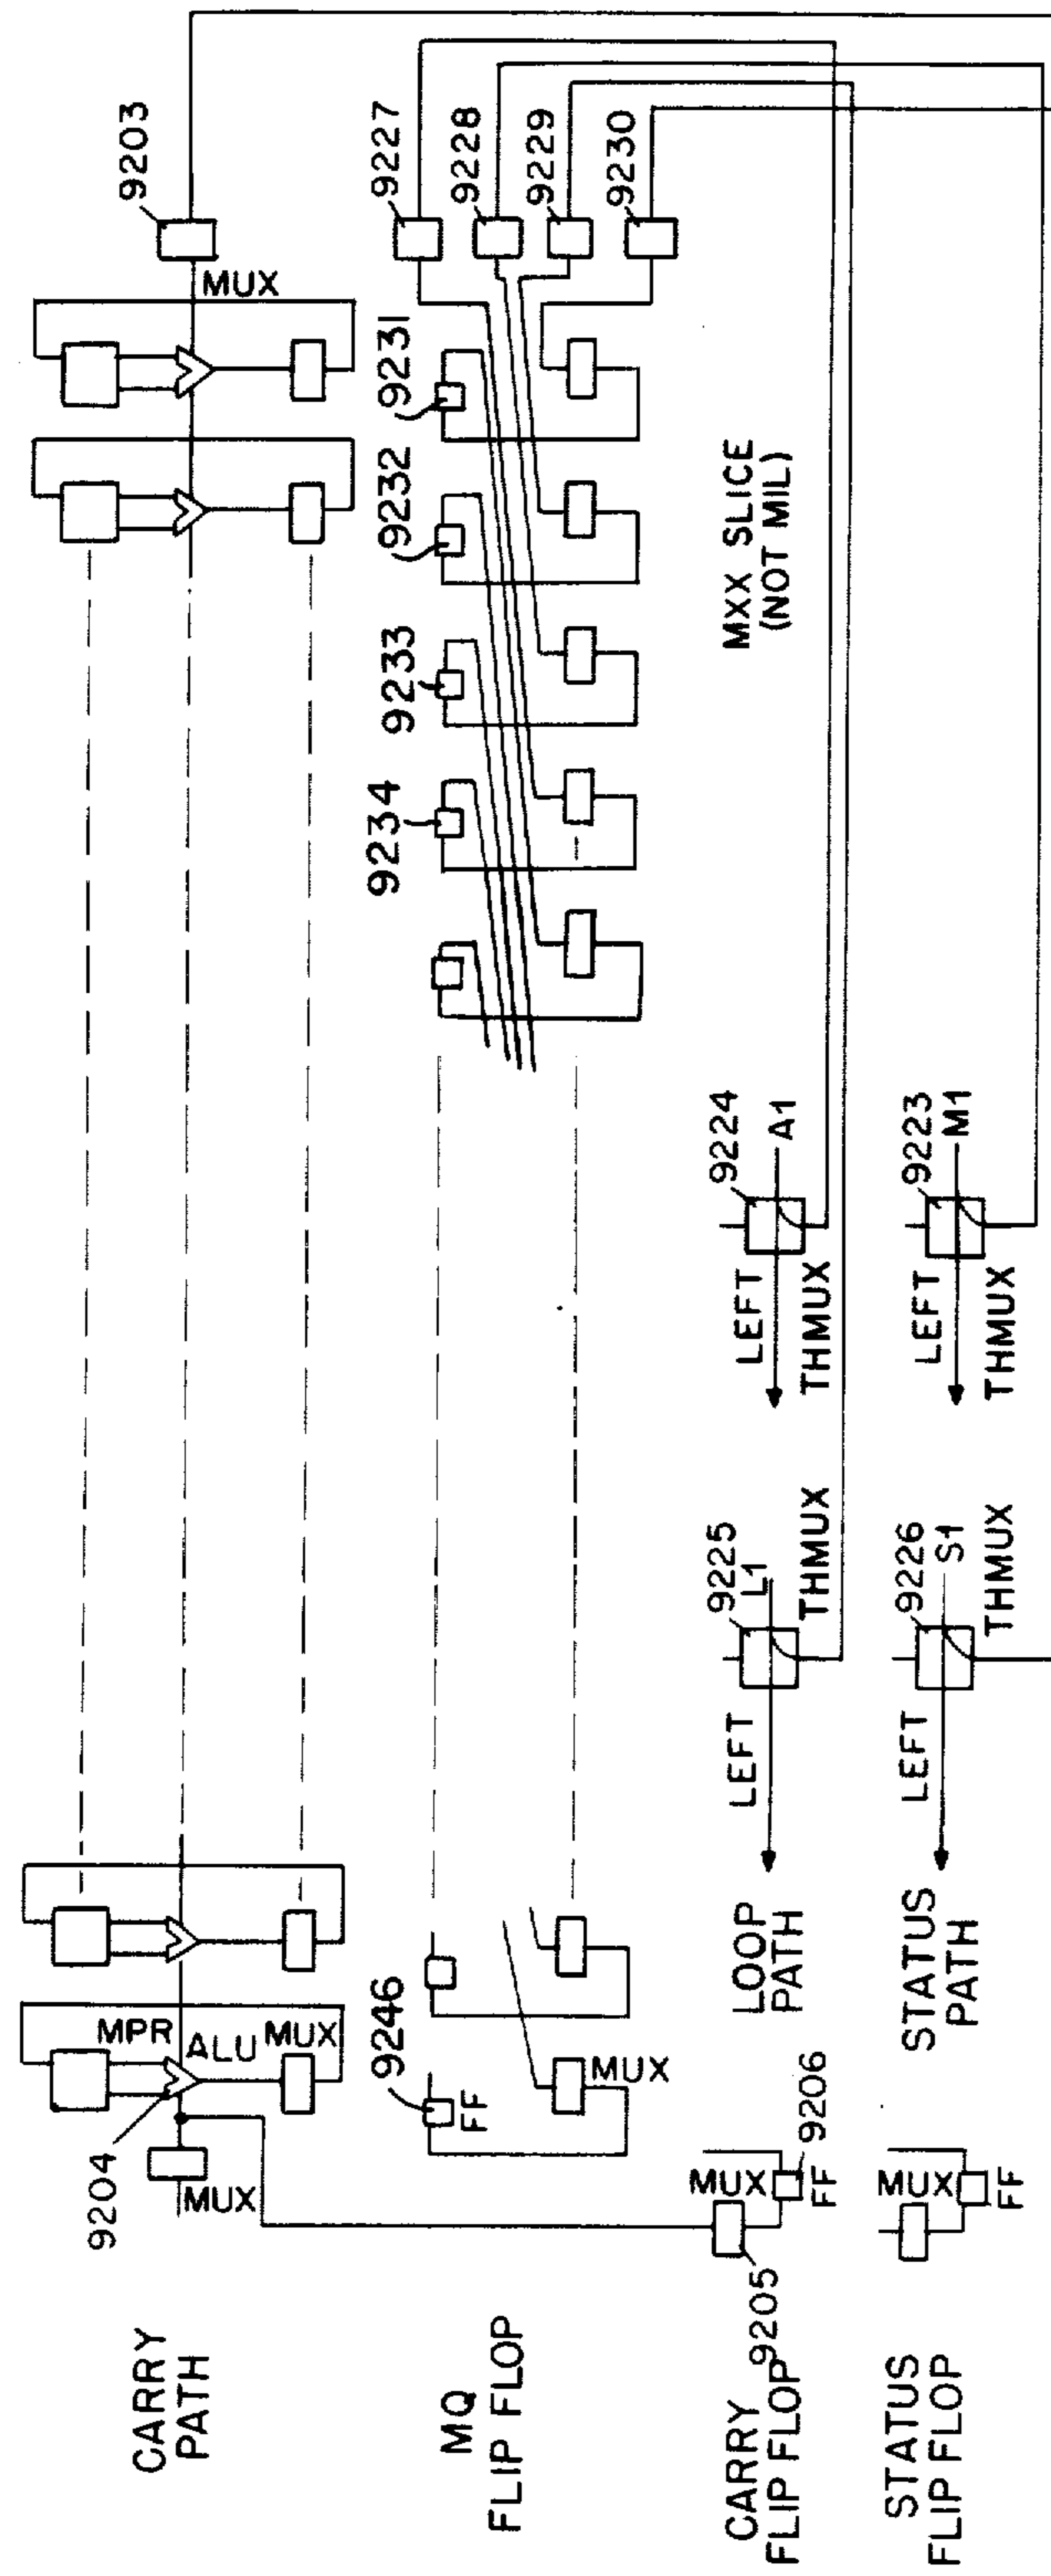 CARRY
PATH
9204
MUX
MPR
ALU
MUX
MUX
9203
MQ
FLIP FLOP
9246
FF
MUX
9234
9233
9232
9231
9227
9228
9229
9230
MXX SLICE
(NOT MIL)
CARRY
FLIP FLOP
9205
MUX
FF
9206
LOOP
PATH
LEFT
9225
L1
THMUX
LEFT
9224
A1
THMUX
STATUS
FLIP FLOP
MUX
FF
STATUS
PATH
LEFT
9226
S1
THMUX
LEFT
9223
M1
THMUX